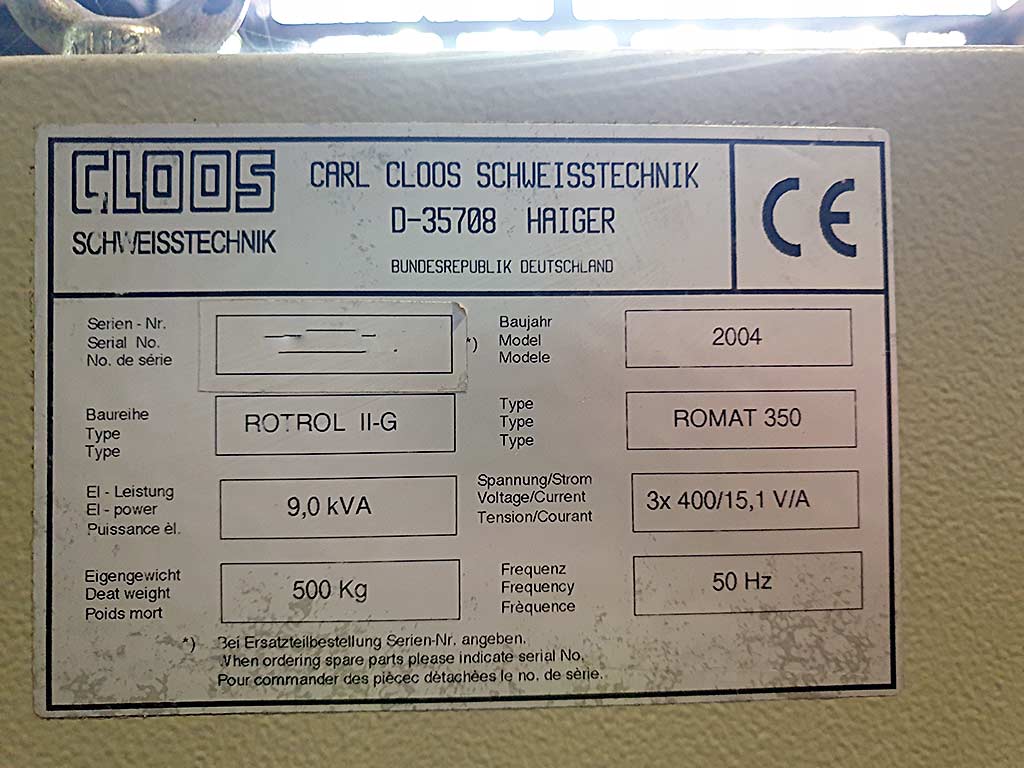 M12
CLOOS
SCHWEISSTECHNIK
CARL CLOOS SCHWEISSTECHNIK
D-35708 HAIGER
BUNDESREPUBLIK DEUTSCHLAND
CE
Serien - Nr.
Serial No.
No. de série
*)
Baujahr
Model
Modele
2004
Baureihe
Type
Type
ROTROL II-G
Type
Type
Type
ROMAT 350
El - Leistung
El - power
Puissance èl.
9,0 kVA
Spannung/Strom
Voltage/Current
Tension/Courant
3x 400/15,1 V/A
Eigengewicht
Deat weight
Poids mort
500 Kg
Frequenz
Frequency
Frèquence
50 Hz
*) Bei Ersatzteilbestellung Serien-Nr. angeben.
When ordering spare parts please indicate serial No.
Pour commander des piècec dètachèes le no. de sèrie.